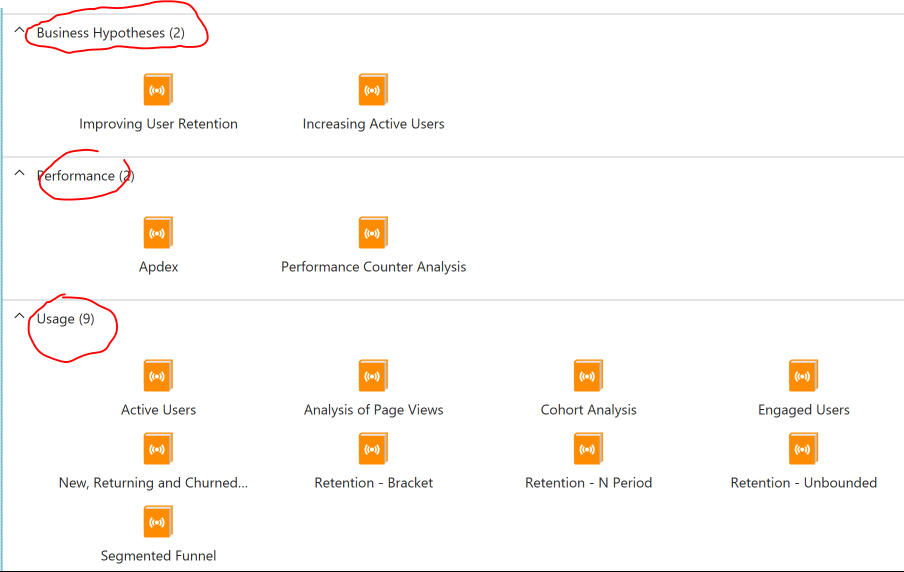 Business Hypotheses (2)
Improving User Retention
Increasing Active Users
Performance (2)
Apdex
Performance Counter Analysis
Usage (9)
Active Users
Analysis of Page Views
Cohort Analysis
Engaged Users
New, Returning and Churned...
Retention - Bracket
Retention - N Period
Retention - Unbounded
Segmented Funnel